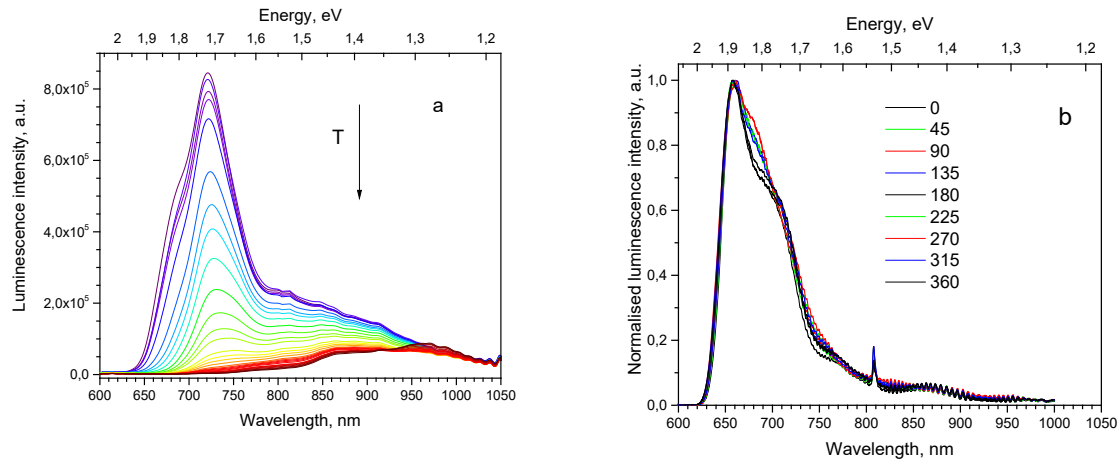 Energy, eV
2 1,9 1,8 1,7 1,6 1,5 1,4 1,3 1,2
Luminescence intensity, a.u.
8,0x10⁵
6,0x10⁵
4,0x10⁵
2,0x10⁵
0,0
a
T
600 650 700 750 800 850 900 950 1000 1050
Wavelength, nm
Energy, eV
2 1,9 1,8 1,7 1,6 1,5 1,4 1,3 1,2
Normalised luminescence intensity, a.u.
1,0
0,8
0,6
0,4
0,2
0,0
b
0
45
90
135
180
225
270
315
360
600 650 700 750 800 850 900 950 1000 1050
Wavelength, nm